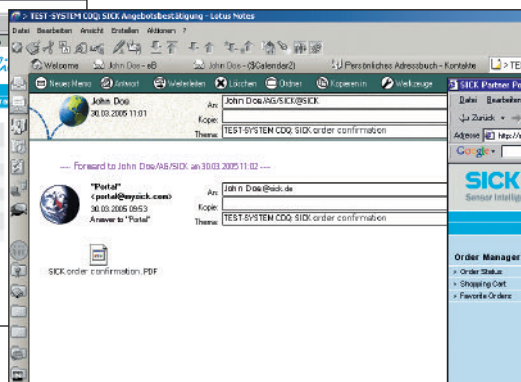 > TEST-SYSTEM CDQ: SICK Angebotsbestätigung - Lotus Notes
Datei Bearbeiten Ansicht Erstellen Aktionen ?
Welcome John Doe - eB John Doe - ($Calendar2) Persönliches Adressbuch - Kontakte > TE
Neues Memo Antwort Weiterleiten Löschen Ordner Kopieren in Werkzeuge
John Doe
30.03.2005 11:01
An: John Doe/AG/SICK@SICK
Kopie:
Thema: TEST-SYSTEM CDQ: SICK order confirmation
---- Forward to John Doe/AG/SICK an 30.03.2005 11:02 ----
"Portal"
<portal@mysick.com>
30.03.2005 09:53
Answer to "Portal"
An: John Doe@sick.de
Kopie:
Thema: TEST-SYSTEM CDQ: SICK order confirmation
SICK order confirmation.PDF
SICK Partner Po
Datei Bearbeiten
Zurück
Adresse http://
Google
SICK
Sensor Intellig
Order Manager
> Order Status
> Shopping Cart
> Favorite Orders